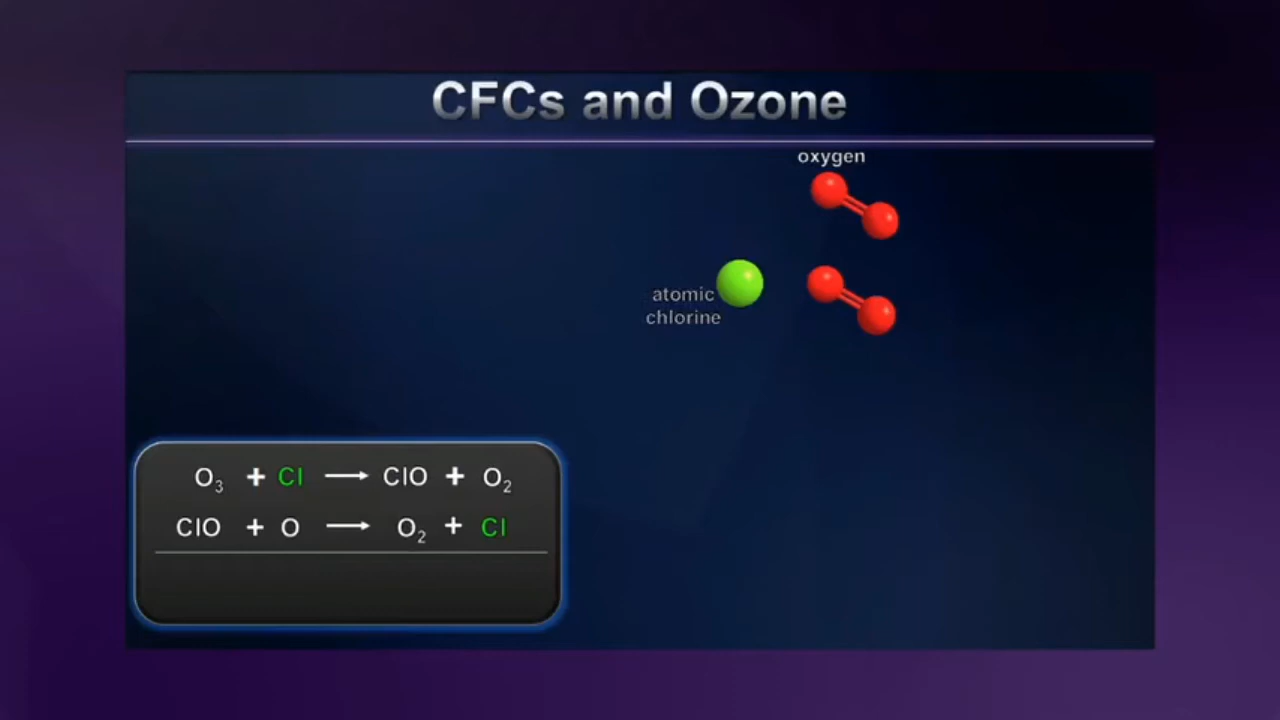 CFCs and Ozone
oxygen
atomic
chlorine
O₃ + Cl ⟶ ClO + O₂
ClO + O ⟶ O₂ + Cl